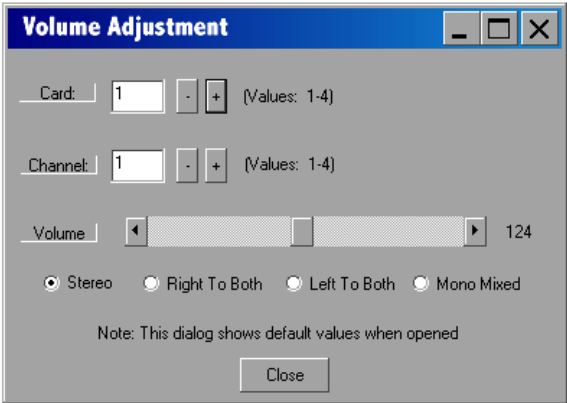 Volume Adjustment
Card: 1 - + (Values: 1-4)
Channel: 1 - + (Values: 1-4)
Volume 124
Stereo Right To Both Left To Both Mono Mixed
Note: This dialog shows default values when opened
Close